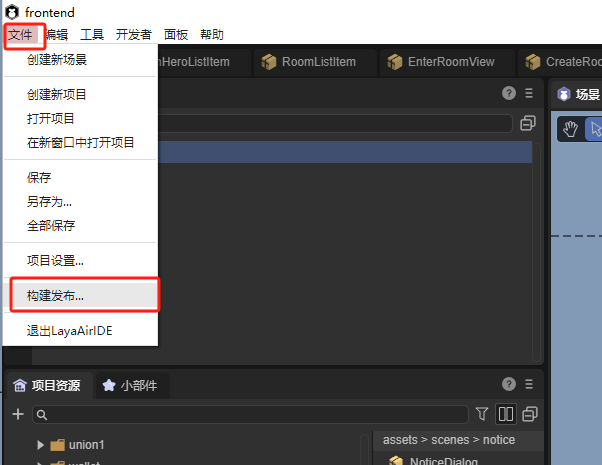 frontend
文件 编辑 工具 开发者 面板 帮助
创建新场景
创建新项目
打开项目
在新窗口中打开项目
保存
另存为...
全部保存
项目设置...
构建发布...
退出LayaAirIDE
HeroListItem
RoomListItem
EnterRoomView
CreateRoo
场景
项目资源
小部件
union1
assets > scenes > notice
NoticeDialog